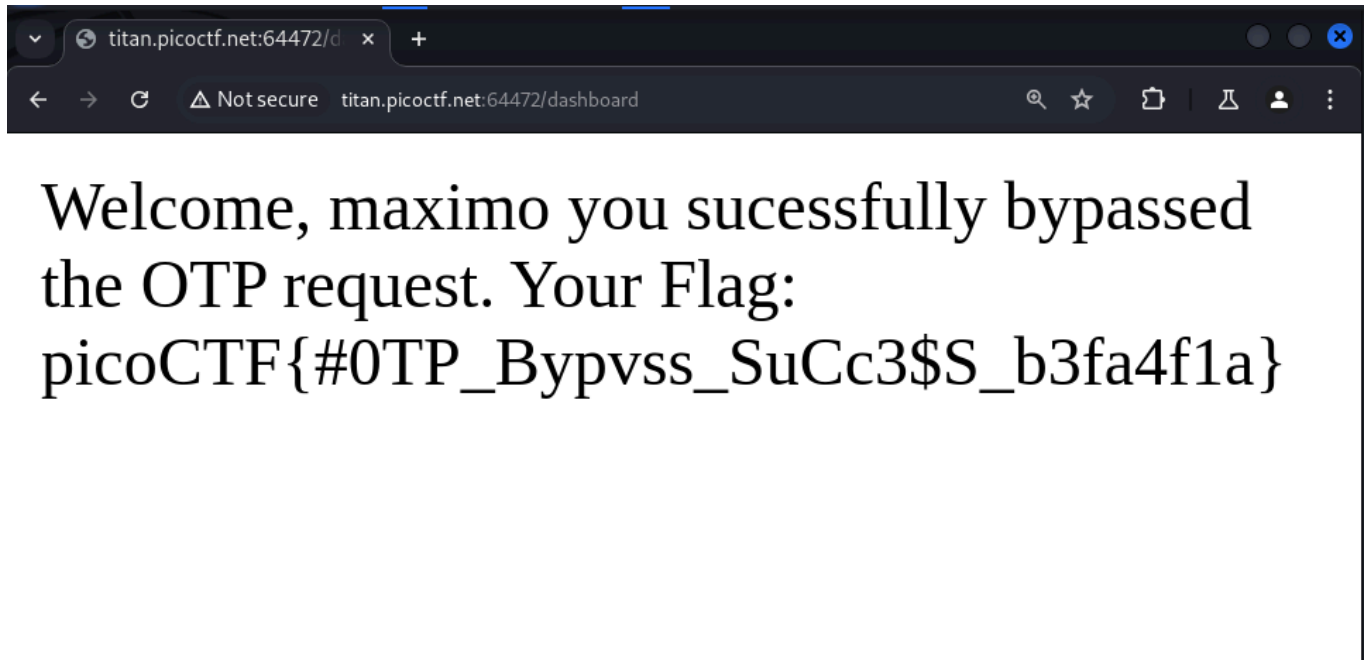 titan.picoctf.net:64472/d
Not secure titan.picoctf.net:64472/dashboard
Welcome, maximo you sucessfully bypassed
the OTP request. Your Flag:
picoCTF{#0TP_Bypvss_SuCc3$S_b3fa4f1a}